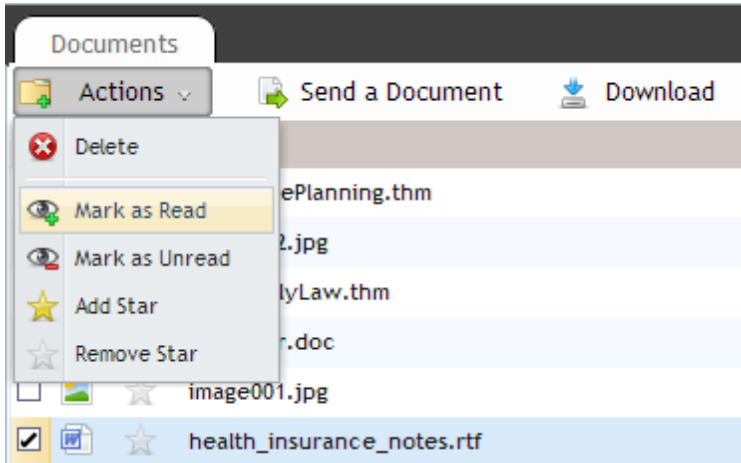 Documents
Actions Send a Document Download
Delete
ePlanning.thm
Mark as Read
2.jpg
Mark as Unread
lyLaw.thm
Add Star
r.doc
Remove Star
image001.jpg
health_insurance_notes.rtf